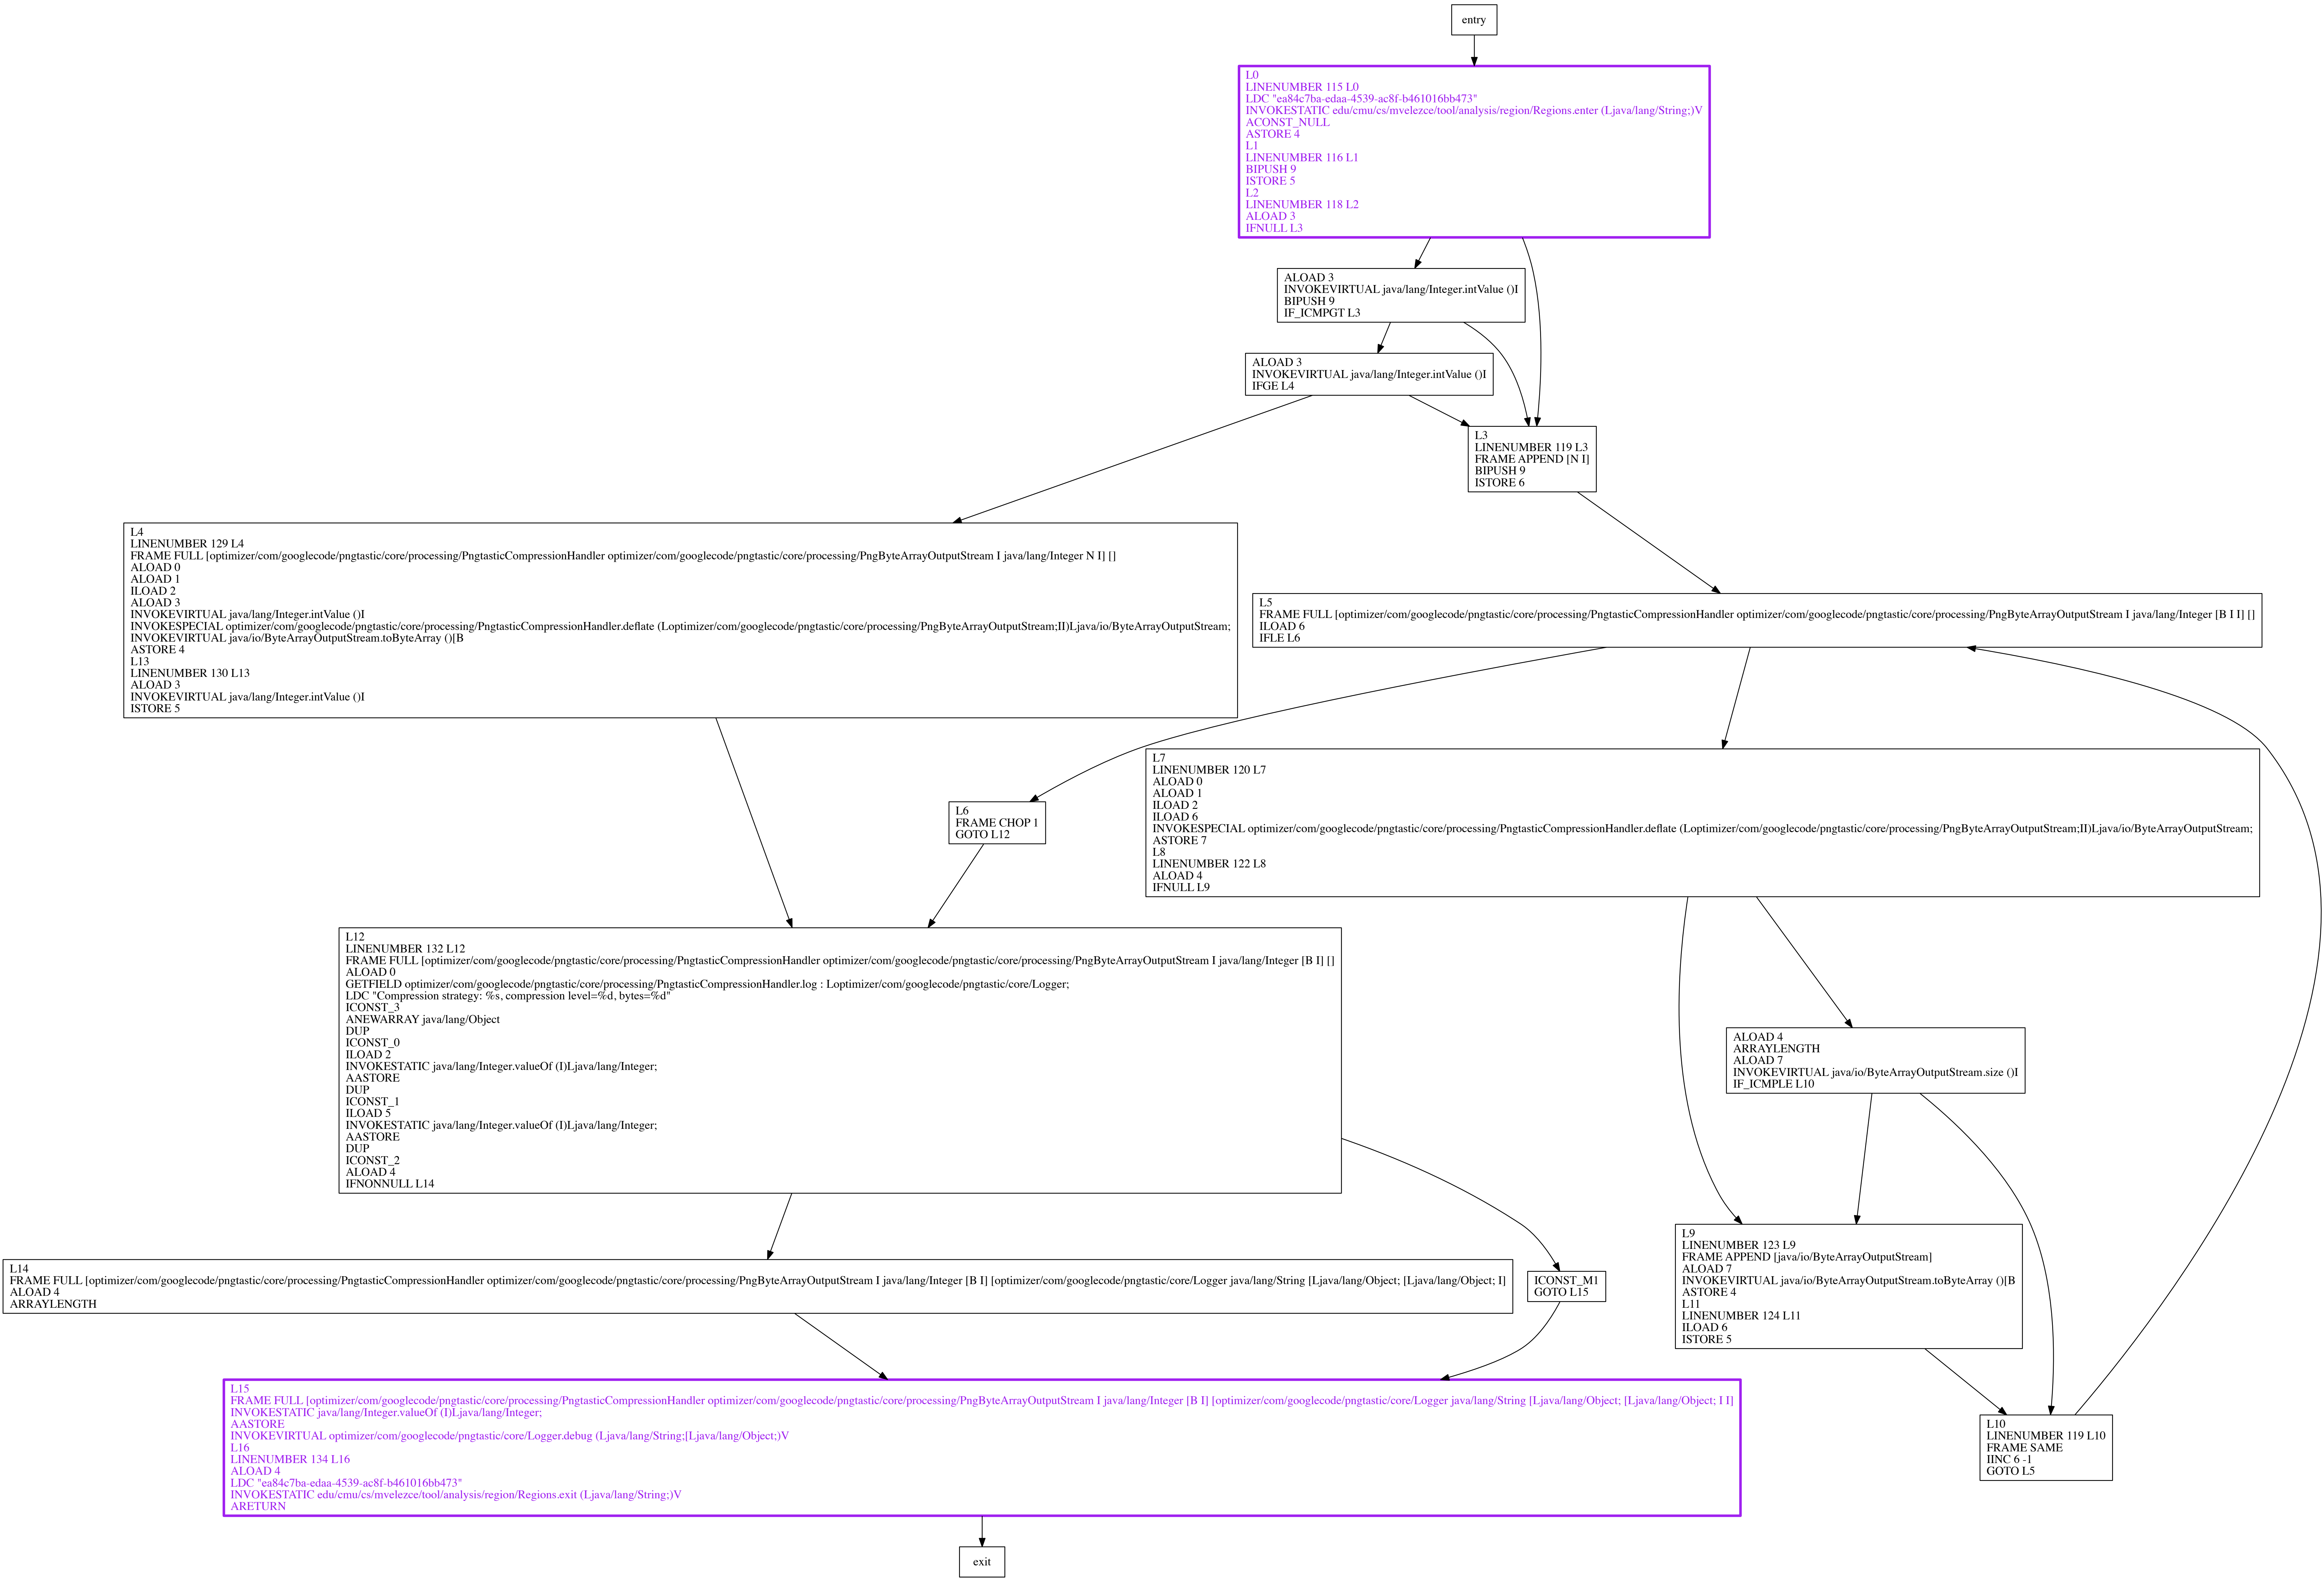 entry
L0
LINENUMBER 115 L0
LDC "ea84c7ba-edaa-4539-ac8f-b461016bb473"
INVOKESTATIC edu/cmu/cs/mvelezce/tool/analysis/region/Regions.enter (Ljava/lang/String;)V
ACONST_NULL
ASTORE 4
L1
LINENUMBER 116 L1
BIPUSH 9
ISTORE 5
L2
LINENUMBER 118 L2
ALOAD 3
IFNULL L3
ALOAD 3
INVOKEVIRTUAL java/lang/Integer.intValue ()I
BIPUSH 9
IF_ICMPGT L3
ALOAD 3
INVOKEVIRTUAL java/lang/Integer.intValue ()I
IFGE L4
L3
LINENUMBER 119 L3
FRAME APPEND [N I]
BIPUSH 9
ISTORE 6
L4
LINENUMBER 129 L4
FRAME FULL [optimizer/com/googlecode/pngtastic/core/processing/PngtasticCompressionHandler optimizer/com/googlecode/pngtastic/core/processing/PngByteArrayOutputStream I java/lang/Integer N I] []
ALOAD 0
ALOAD 1
ILOAD 2
ALOAD 3
INVOKEVIRTUAL java/lang/Integer.intValue ()I
INVOKESPECIAL optimizer/com/googlecode/pngtastic/core/processing/PngtasticCompressionHandler.deflate (Loptimizer/com/googlecode/pngtastic/core/processing/PngByteArrayOutputStream;II)Ljava/io/ByteArrayOutputStream;
INVOKEVIRTUAL java/io/ByteArrayOutputStream.toByteArray ()[B
ASTORE 4
L13
LINENUMBER 130 L13
ALOAD 3
INVOKEVIRTUAL java/lang/Integer.intValue ()I
ISTORE 5
L5
FRAME FULL [optimizer/com/googlecode/pngtastic/core/processing/PngtasticCompressionHandler optimizer/com/googlecode/pngtastic/core/processing/PngByteArrayOutputStream I java/lang/Integer [B I I] []
ILOAD 6
IFLE L6
L7
LINENUMBER 120 L7
ALOAD 0
ALOAD 1
ILOAD 2
ILOAD 6
INVOKESPECIAL optimizer/com/googlecode/pngtastic/core/processing/PngtasticCompressionHandler.deflate (Loptimizer/com/googlecode/pngtastic/core/processing/PngByteArrayOutputStream;II)Ljava/io/ByteArrayOutputStream;
ASTORE 7
L8
LINENUMBER 122 L8
ALOAD 4
IFNULL L9
L6
FRAME CHOP 1
GOTO L12
L12
LINENUMBER 132 L12
FRAME FULL [optimizer/com/googlecode/pngtastic/core/processing/PngtasticCompressionHandler optimizer/com/googlecode/pngtastic/core/processing/PngByteArrayOutputStream I java/lang/Integer [B I] []
ALOAD 0
GETFIELD optimizer/com/googlecode/pngtastic/core/processing/PngtasticCompressionHandler.log : Loptimizer/com/googlecode/pngtastic/core/Logger;
LDC "Compression strategy: %s, compression level=%d, bytes=%d"
ICONST_3
ANEWARRAY java/lang/Object
DUP
ICONST_0
ILOAD 2
INVOKESTATIC java/lang/Integer.valueOf (I)Ljava/lang/Integer;
AASTORE
DUP
ICONST_1
ILOAD 5
INVOKESTATIC java/lang/Integer.valueOf (I)Ljava/lang/Integer;
AASTORE
DUP
ICONST_2
ALOAD 4
IFNONNULL L14
ALOAD 4
ARRAYLENGTH
ALOAD 7
INVOKEVIRTUAL java/io/ByteArrayOutputStream.size ()I
IF_ICMPLE L10
L9
LINENUMBER 123 L9
FRAME APPEND [java/io/ByteArrayOutputStream]
ALOAD 7
INVOKEVIRTUAL java/io/ByteArrayOutputStream.toByteArray ()[B
ASTORE 4
L11
LINENUMBER 124 L11
ILOAD 6
ISTORE 5
L14
FRAME FULL [optimizer/com/googlecode/pngtastic/core/processing/PngtasticCompressionHandler optimizer/com/googlecode/pngtastic/core/processing/PngByteArrayOutputStream I java/lang/Integer [B I] [optimizer/com/googlecode/pngtastic/core/Logger java/lang/String [Ljava/lang/Object; [Ljava/lang/Object; I]
ALOAD 4
ARRAYLENGTH
ICONST_M1
GOTO L15
L15
FRAME FULL [optimizer/com/googlecode/pngtastic/core/processing/PngtasticCompressionHandler optimizer/com/googlecode/pngtastic/core/processing/PngByteArrayOutputStream I java/lang/Integer [B I] [optimizer/com/googlecode/pngtastic/core/Logger java/lang/String [Ljava/lang/Object; [Ljava/lang/Object; I I]
INVOKESTATIC java/lang/Integer.valueOf (I)Ljava/lang/Integer;
AASTORE
INVOKEVIRTUAL optimizer/com/googlecode/pngtastic/core/Logger.debug (Ljava/lang/String;[Ljava/lang/Object;)V
L16
LINENUMBER 134 L16
ALOAD 4
LDC "ea84c7ba-edaa-4539-ac8f-b461016bb473"
INVOKESTATIC edu/cmu/cs/mvelezce/tool/analysis/region/Regions.exit (Ljava/lang/String;)V
ARETURN
L10
LINENUMBER 119 L10
FRAME SAME
IINC 6 -1
GOTO L5
exit